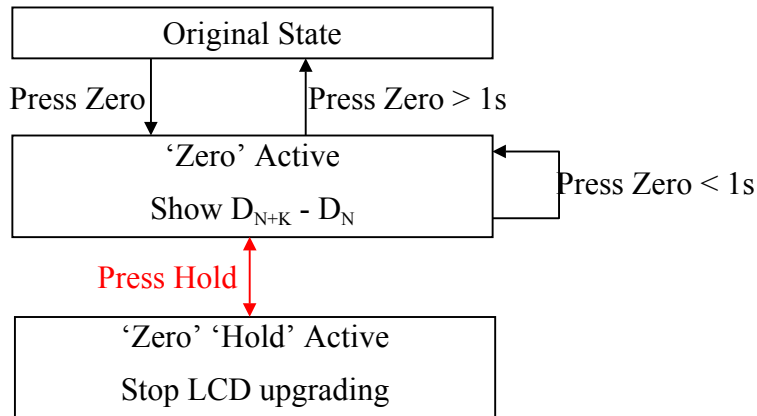 Original State
Press Zero
Press Zero > 1s
‘Zero’ Active
Show D_{N+K} - D_N
Press Zero < 1s
Press Hold
‘Zero’ ‘Hold’ Active
Stop LCD upgrading